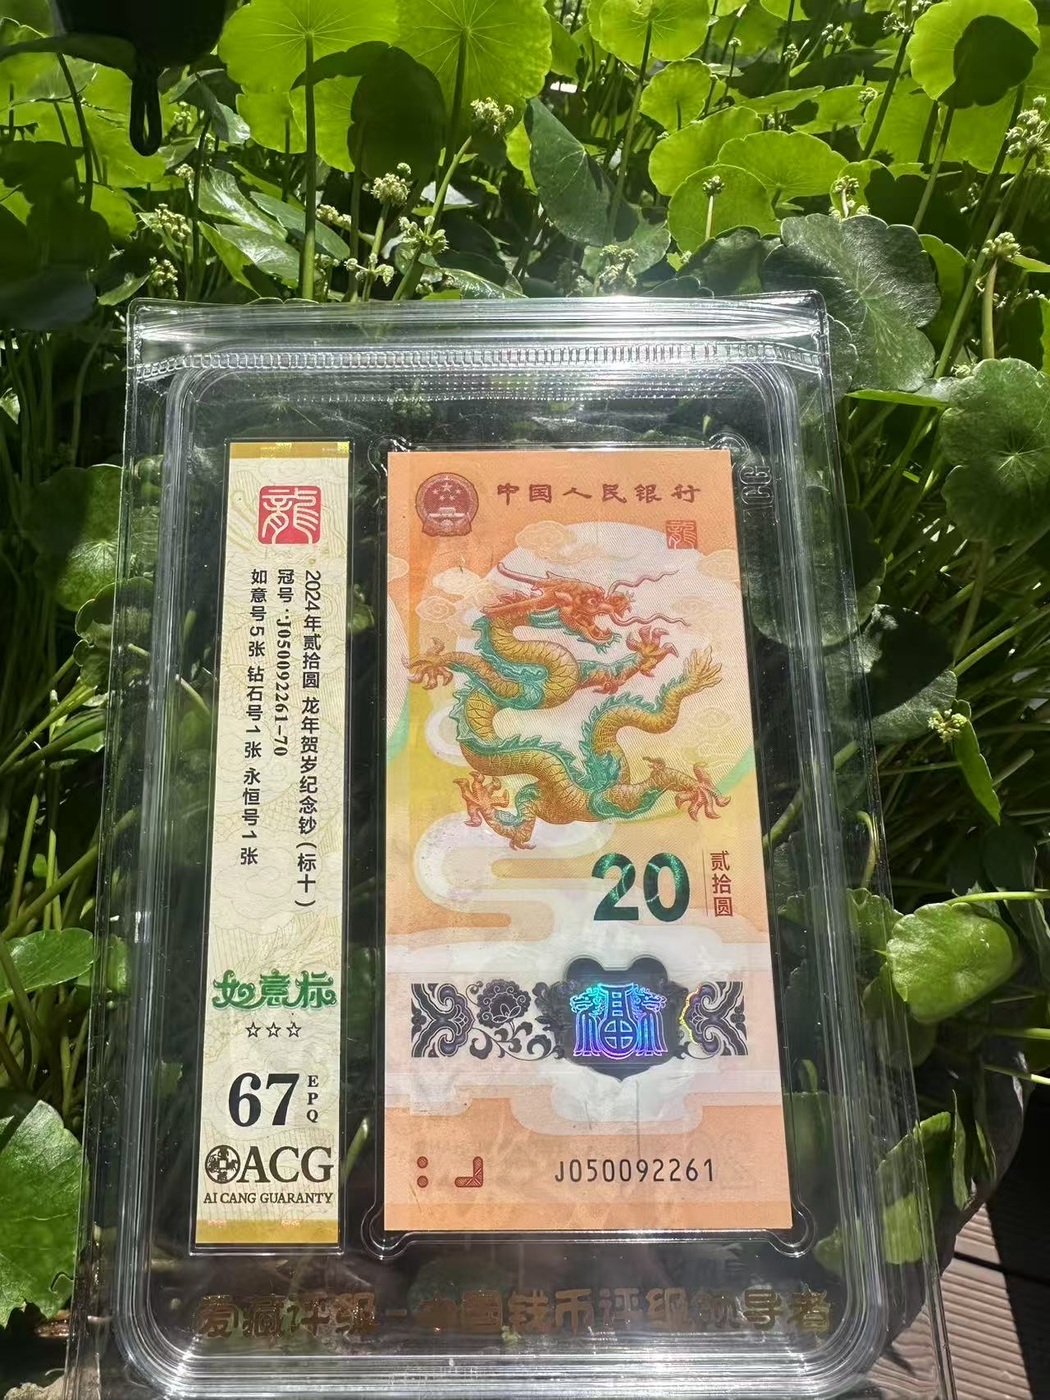 龍
2024年贰拾圆 龙年贺岁纪念钞(标十)
冠号·J050092261-70
如意号5张 钻石号1张 永恒号1张
如意标
☆☆☆
67 EPQ
ACG
AI CANG GUARANTY
中国人民银行
龍
20 贰拾圆
福
J050092261
爱藏评级-中国钱币评级领导者